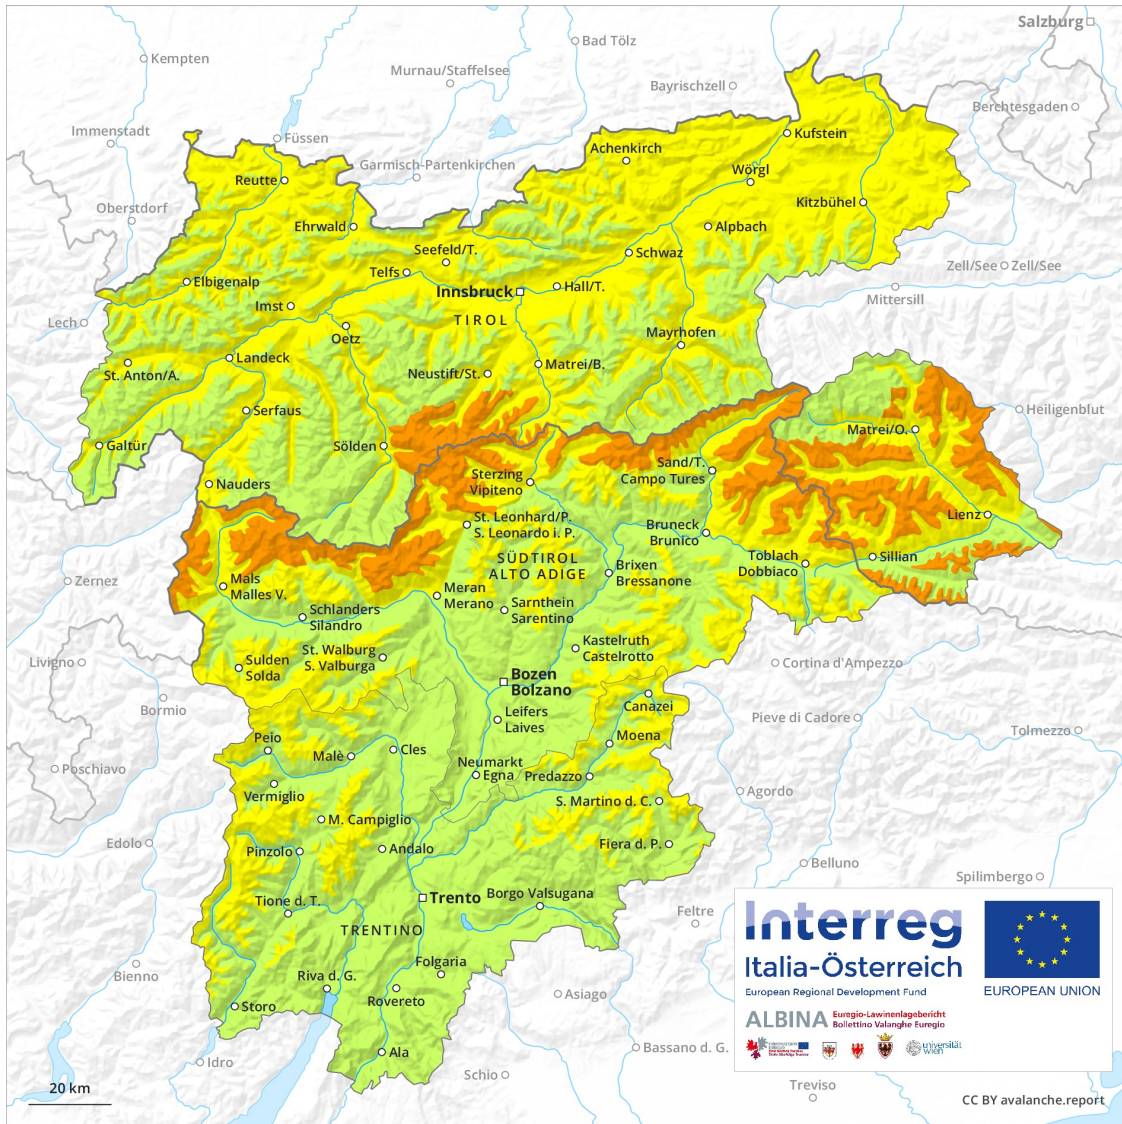 Salzburg
Bad Tölz
Kempten
Murnau/Staffelsee
Bayrischzell
Berchtesgaden
Immenstadt
Füssen
Kufstein
Achenkirch
Garmisch-Partenkirchen
Wörgl
Reutte
Oberstdorf
Kitzbühel
Ehrwald
Alpbach
Seefeld/T.
Schwaz
Telfs
Zell/See
Zell/See
Elbigenalp
Innsbruck
Hall/T.
Mittersill
Imst
TIROL
Lech
Oetz
Mayrhofen
Landeck
St. Anton/A.
Neustift/St.
Matrei/B.
Serfaus
Heiligenblut
Matrei/O.
Galtür
Sölden
Sand/T.
Campo Tures
Sterzing
Vipiteno
Nauders
Lienz
St. Leonhard/P.
S. Leonardo i. P.
Bruneck
Brunico
SÜDTIROL
ALTO ADIGE
Toblach
Dobbiaco
Sillian
Brixen
Bressanone
Zernez
Mals
Malles V.
Meran
Merano
Sarnthein
Sarentino
Schlanders
Silandro
Kastelruth
Castelrotto
St. Walburg
S. Valburga
Livigno
Sulden
Solda
Cortina d'Ampezzo
Bozen
Bolzano
Canazei
Bormio
Leifers
Laives
Pieve di Cadore
Tolmezzo
Moena
Peio
Malè
Cles
Neumarkt
Egna
Predazzo
Poschiavo
Vermiglio
Agordo
S. Martino d. C.
M. Campiglio
Edolo
Pinzolo
Andalo
Fiera d. P.
Belluno
Spilimbergo
Tione d. T.
Trento
Borgo Valsugana
Feltre
TRENTINO
Folgaria
Bienno
Riva d. G.
Rovereto
Asiago
Storo
Ala
Bassano d. G.
Idro
Schio
Treviso
20 km
Interreg
Italia-Österreich
European Regional Development Fund
EUROPEAN UNION
ALBINA
Euregio-Lawinenlagebericht
Bollettino Valanghe Euregio
universität
wien
CC BY avalanche.report